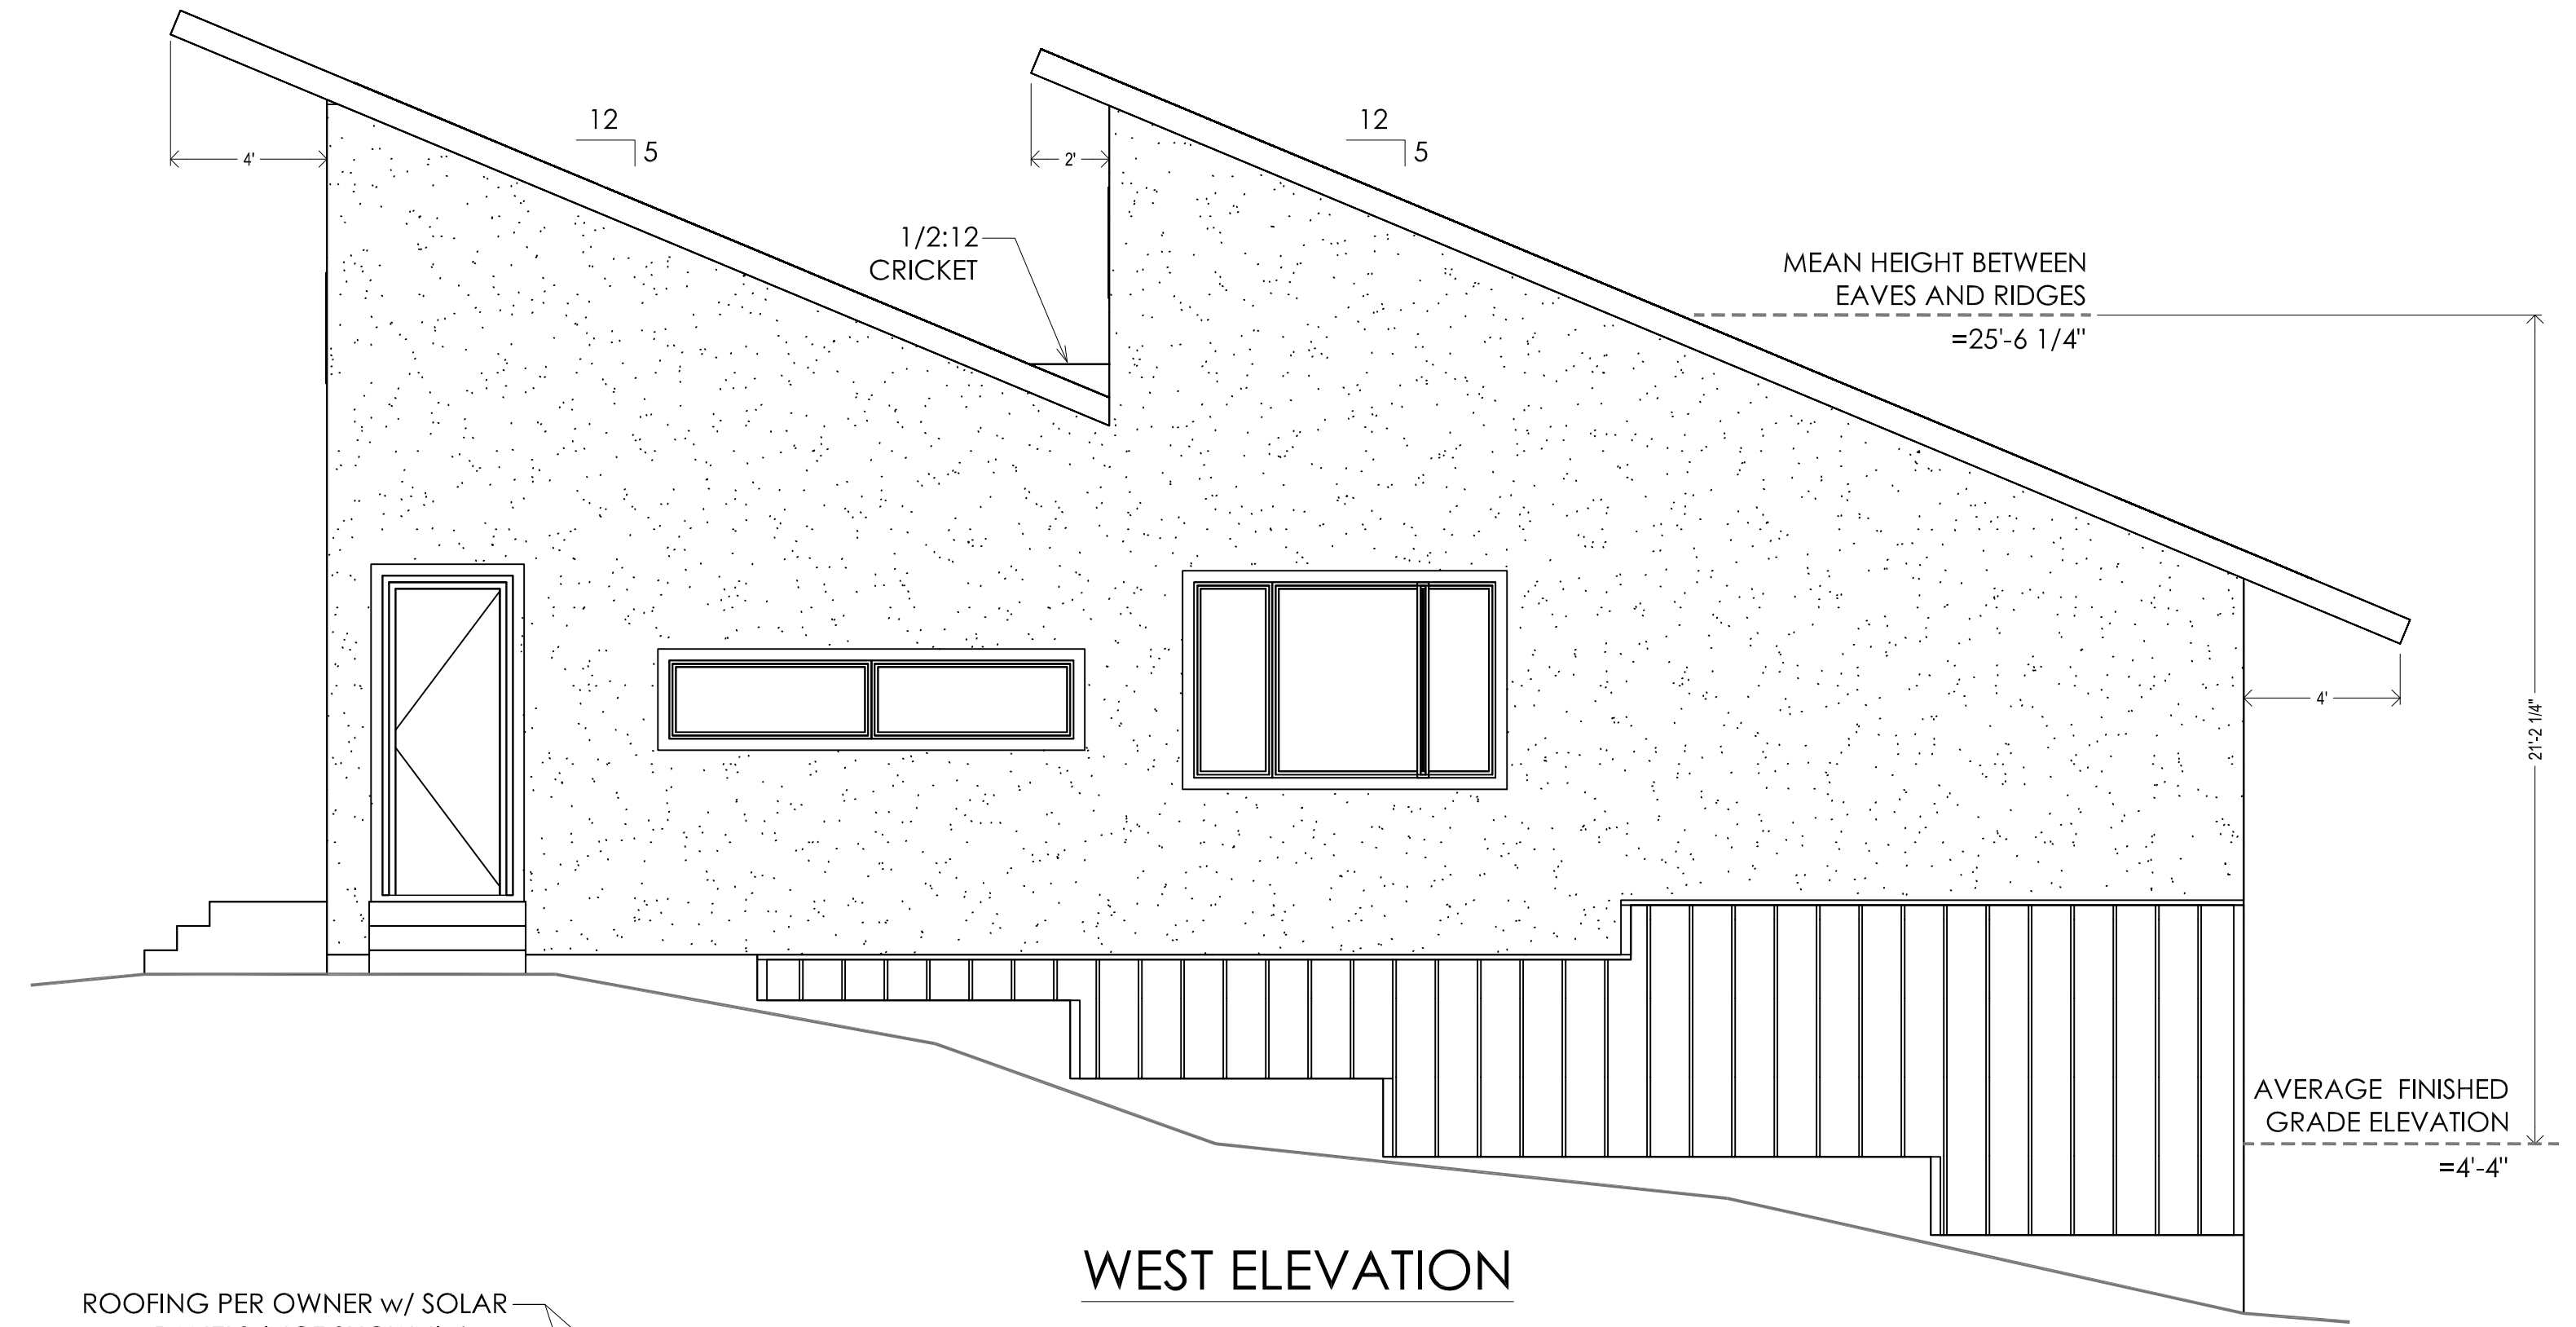 12
5
12
5
4'
2'
1/2:12
CRICKET
MEAN HEIGHT BETWEEN
EAVES AND RIDGES
=25'-6 1/4"
4'
21'-2 1/4"
AVERAGE FINISHED
GRADE ELEVATION
=4'-4"
WEST ELEVATION
ROOFING PER OWNER w/ SOLAR